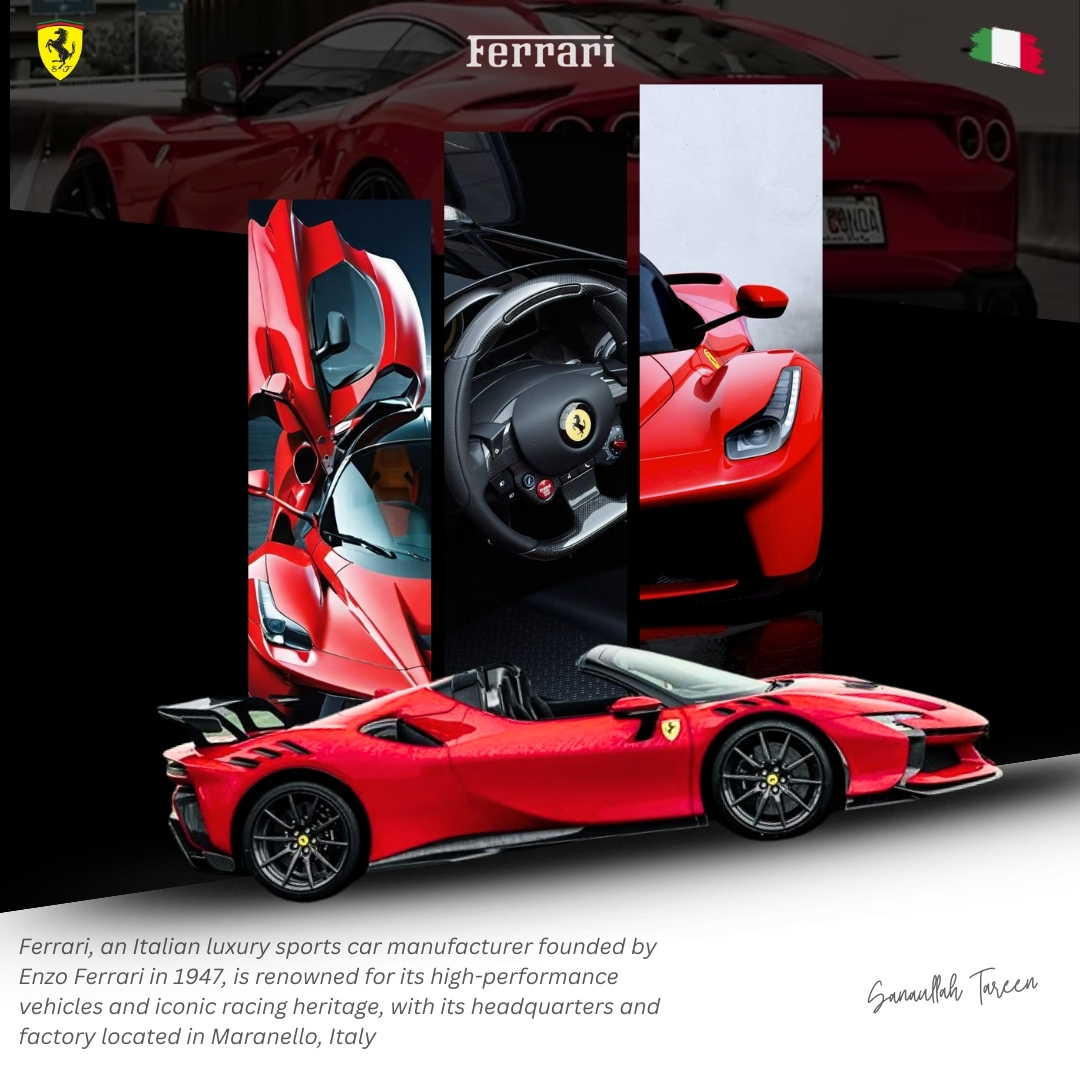 Ferrari
S F
Ferrari, an Italian luxury sports car manufacturer founded by
Enzo Ferrari in 1947, is renowned for its high-performance
vehicles and iconic racing heritage, with its headquarters and
factory located in Maranello, Italy
Sanaullah Tareen